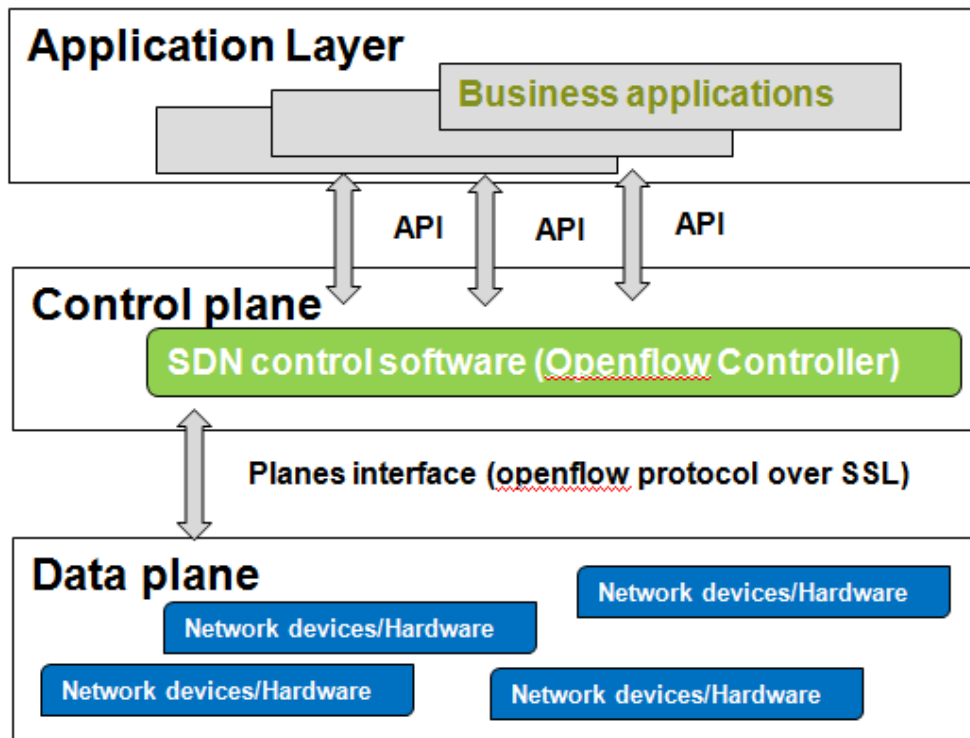 Application Layer
Business applications
API
API
API
Control plane
SDN control software (Openflow Controller)
Planes interface (openflow protocol over SSL)
Data plane
Network devices/Hardware
Network devices/Hardware
Network devices/Hardware
Network devices/Hardware